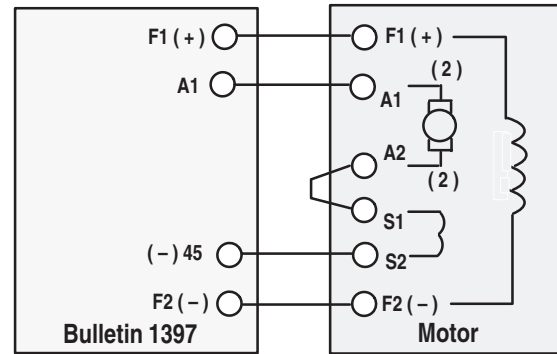 F1 ( + )
F1 ( + )
( 2 )
A1
A1
A2
( 2 )
S1
( – ) 45
S2
F2 ( – )
F2 ( – )
Bulletin 1397
Motor